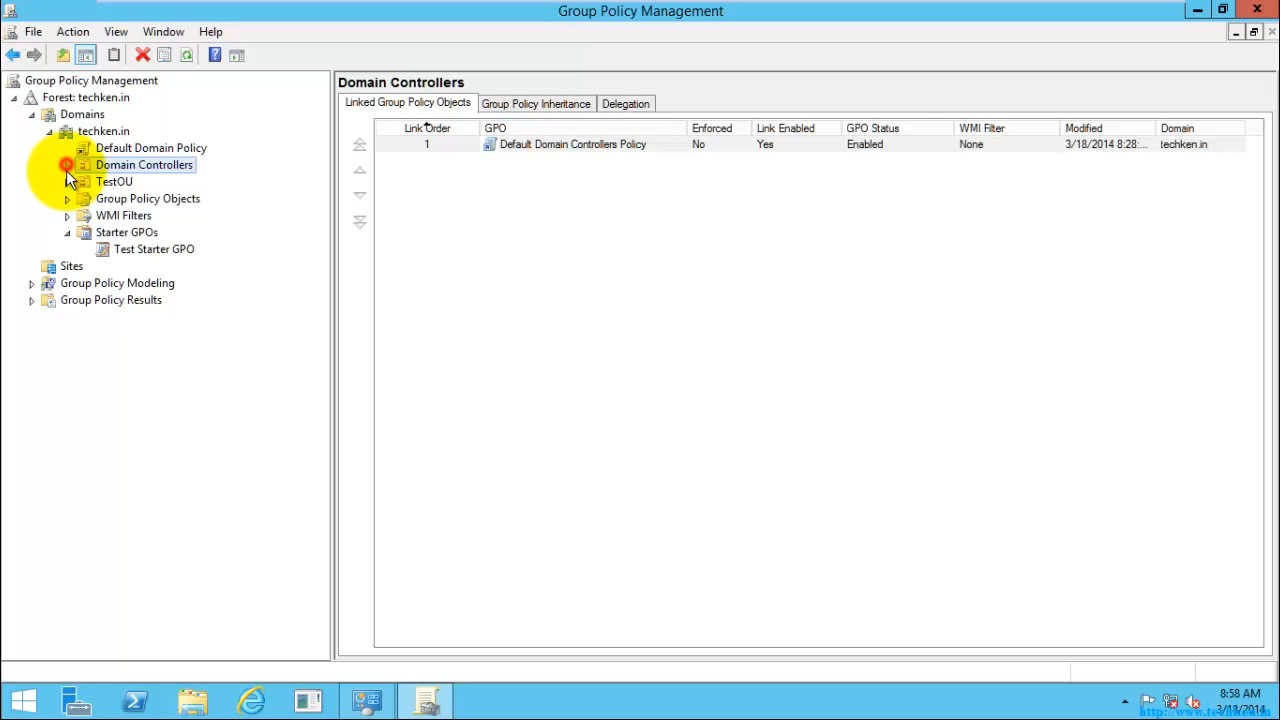 Group Policy Management
File Action View Window Help
Group Policy Management
Forest: techken.in
Domains
techken.in
Default Domain Policy
Domain Controllers
TestOU
Group Policy Objects
WMI Filters
Starter GPOs
Test Starter GPO
Sites
Group Policy Modeling
Group Policy Results
Domain Controllers
Linked Group Policy Objects Group Policy Inheritance Delegation
Link Order GPO Enforced Link Enabled GPO Status WMI Filter Modified Domain
1 Default Domain Controllers Policy No Yes Enabled None 3/18/2014 8:28:... techken.in
8:58 AM
3/18/2014